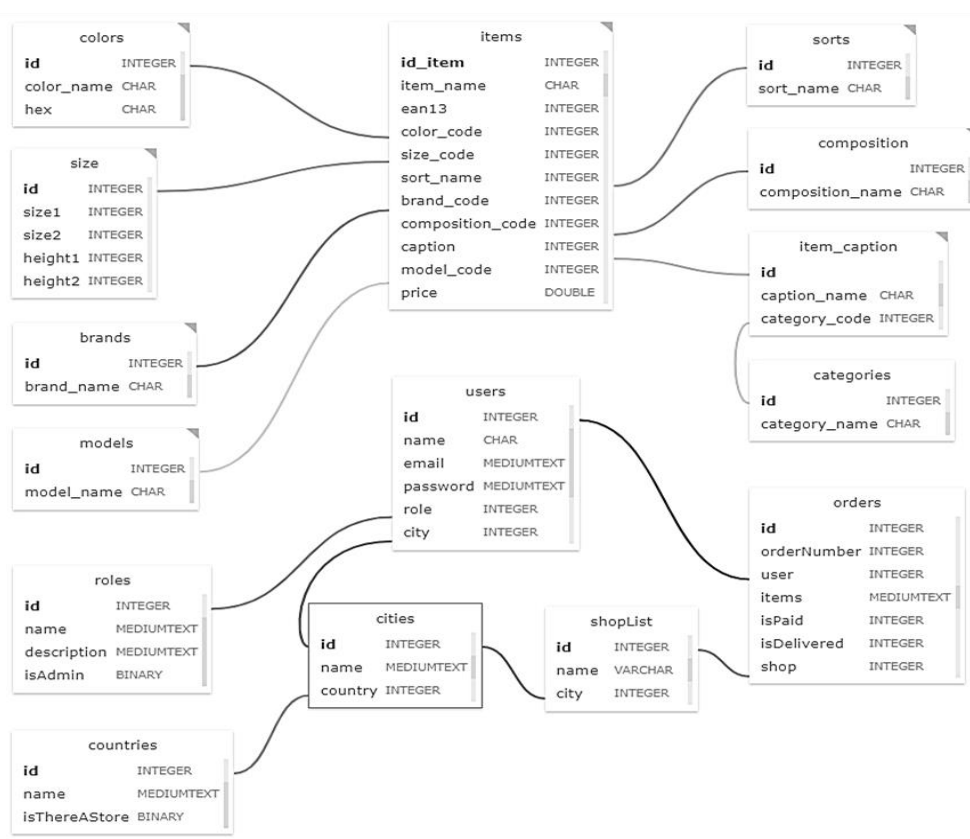 colors
id INTEGER
color_name CHAR
hex CHAR
size
id INTEGER
size1 INTEGER
size2 INTEGER
height1 INTEGER
height2 INTEGER
brands
id INTEGER
brand_name CHAR
models
id INTEGER
model_name CHAR
items
id_item INTEGER
item_name CHAR
ean13 INTEGER
color_code INTEGER
size_code INTEGER
sort_name INTEGER
brand_code INTEGER
composition_code INTEGER
caption INTEGER
model_code INTEGER
price DOUBLE
sorts
id INTEGER
sort_name CHAR
composition
id INTEGER
composition_name CHAR
item_caption
id
caption_name CHAR
category_code INTEGER
categories
id INTEGER
category_name CHAR
users
id INTEGER
name CHAR
email MEDIUMTEXT
password MEDIUMTEXT
role INTEGER
city INTEGER
orders
id INTEGER
orderNumber INTEGER
user INTEGER
items MEDIUMTEXT
isPaid INTEGER
isDelivered INTEGER
shop INTEGER
roles
id INTEGER
name MEDIUMTEXT
description MEDIUMTEXT
isAdmin BINARY
cities
id INTEGER
name MEDIUMTEXT
country INTEGER
shopList
id INTEGER
name VARCHAR
city INTEGER
countries
id INTEGER
name MEDIUMTEXT
isThereAStore BINARY